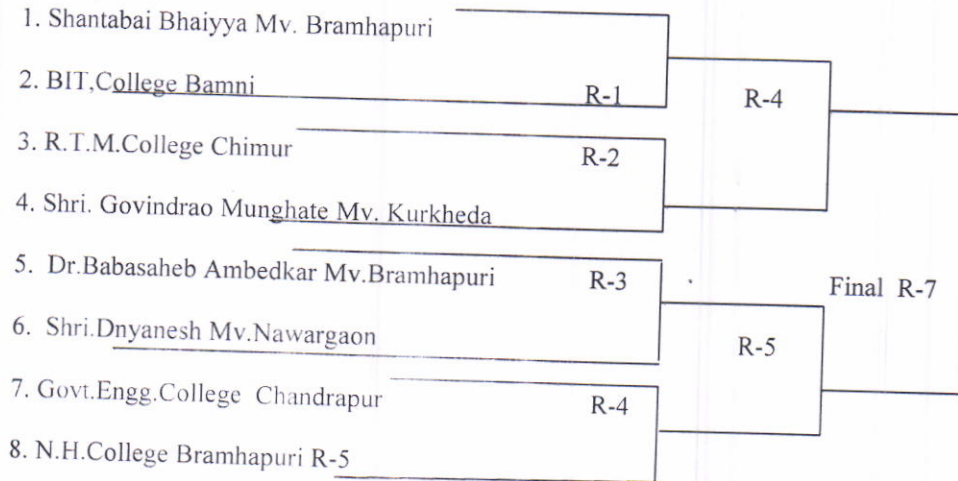 1. Shantabai Bhaiyya Mv. Bramhapuri
2. BIT,College Bamni
R-1
R-4
3. R.T.M.College Chimur
R-2
4. Shri. Govindrao Munghate Mv. Kurkheda
5. Dr.Babasaheb Ambedkar Mv.Bramhapuri
R-3
Final R-7
6. Shri.Dnyanesh Mv.Nawargaon
R-5
7. Govt.Engg.College Chandrapur
R-4
8. N.H.College Bramhapuri R-5